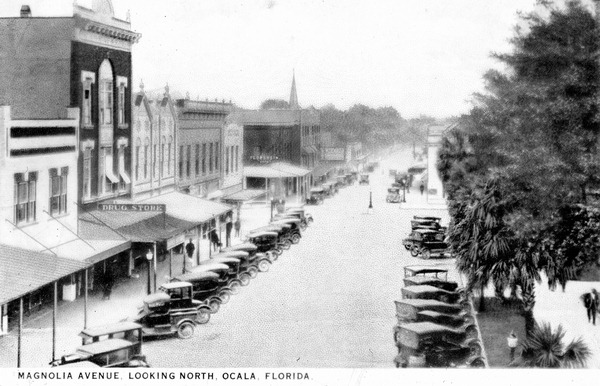 DRUG STORE
MAGNOLIA AVENUE, LOOKING NORTH, OCALA, FLORIDA.